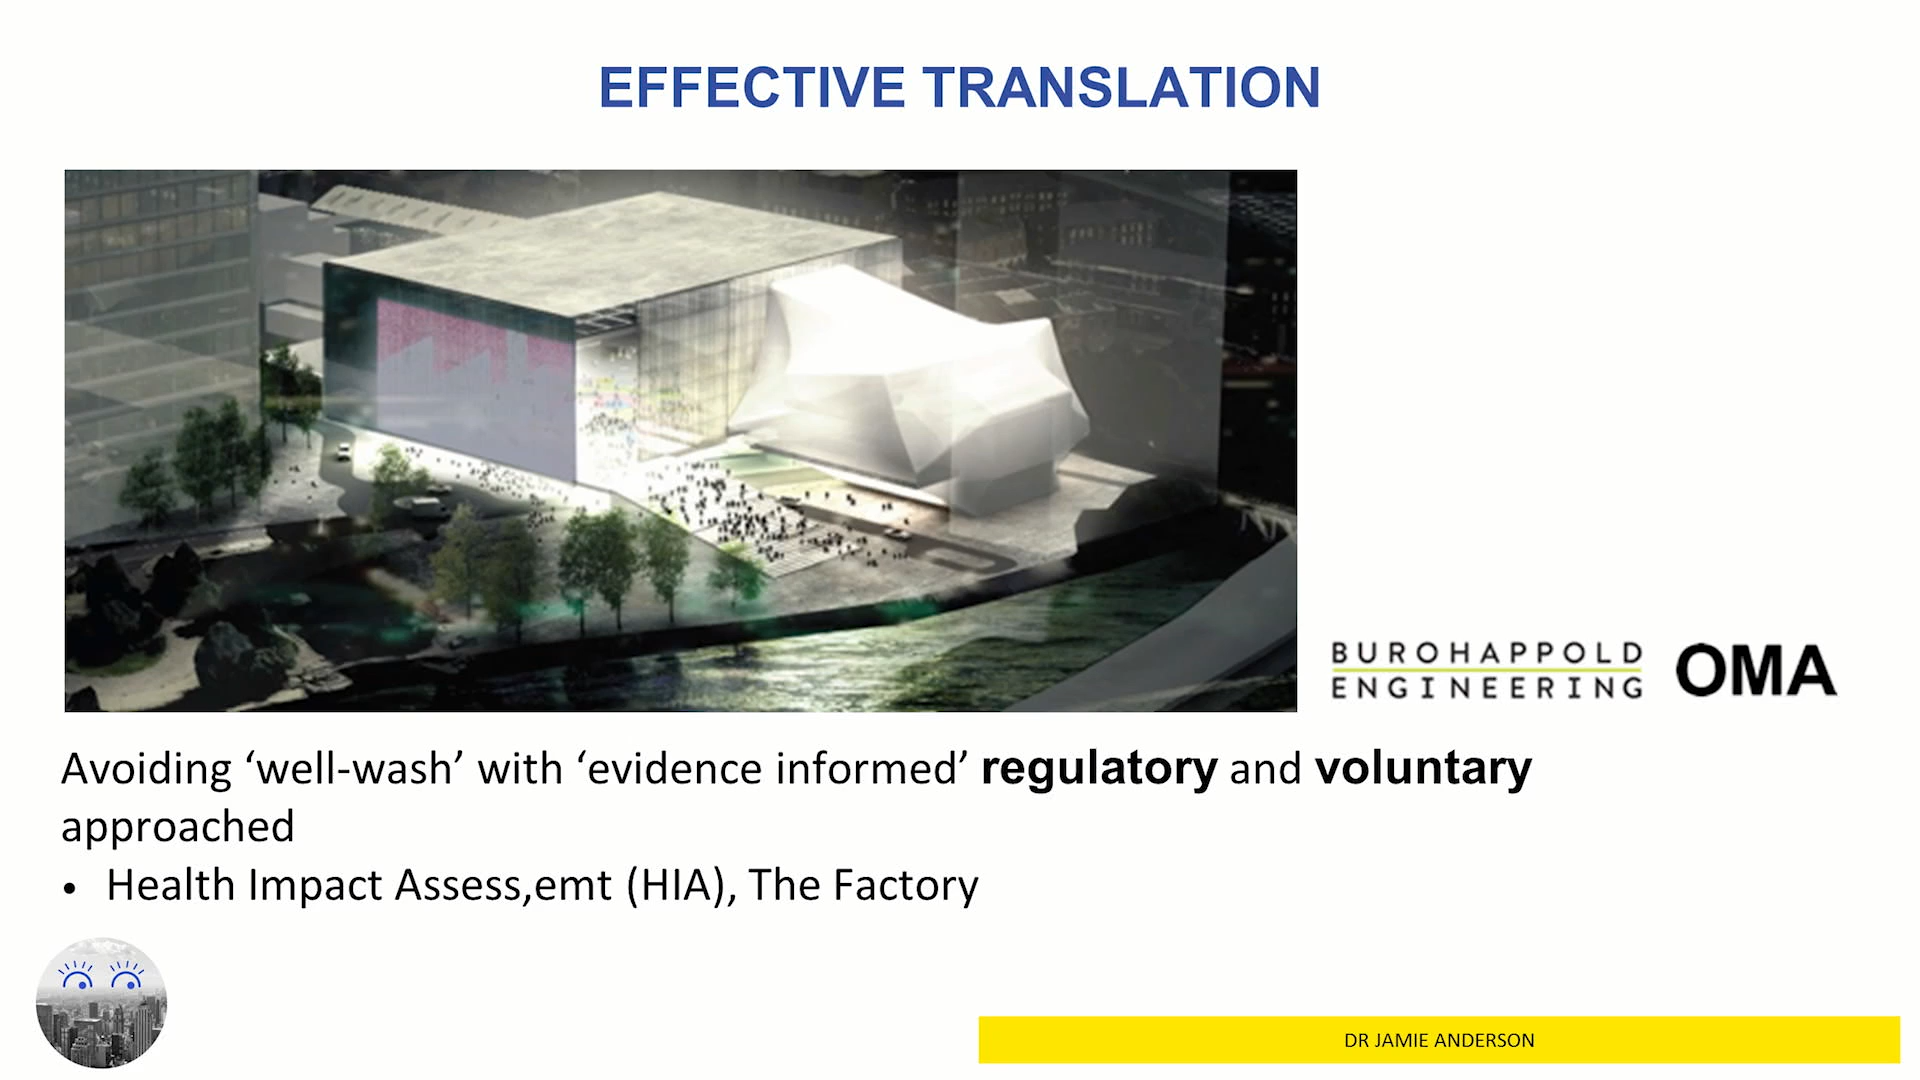 EFFECTIVE TRANSLATION
BUROHAPPOLD
ENGINEERING
OMA
Avoiding ‘well-wash’ with ‘evidence informed’ regulatory and voluntary
approached
• Health Impact Assess,emt (HIA), The Factory
DR JAMIE ANDERSON